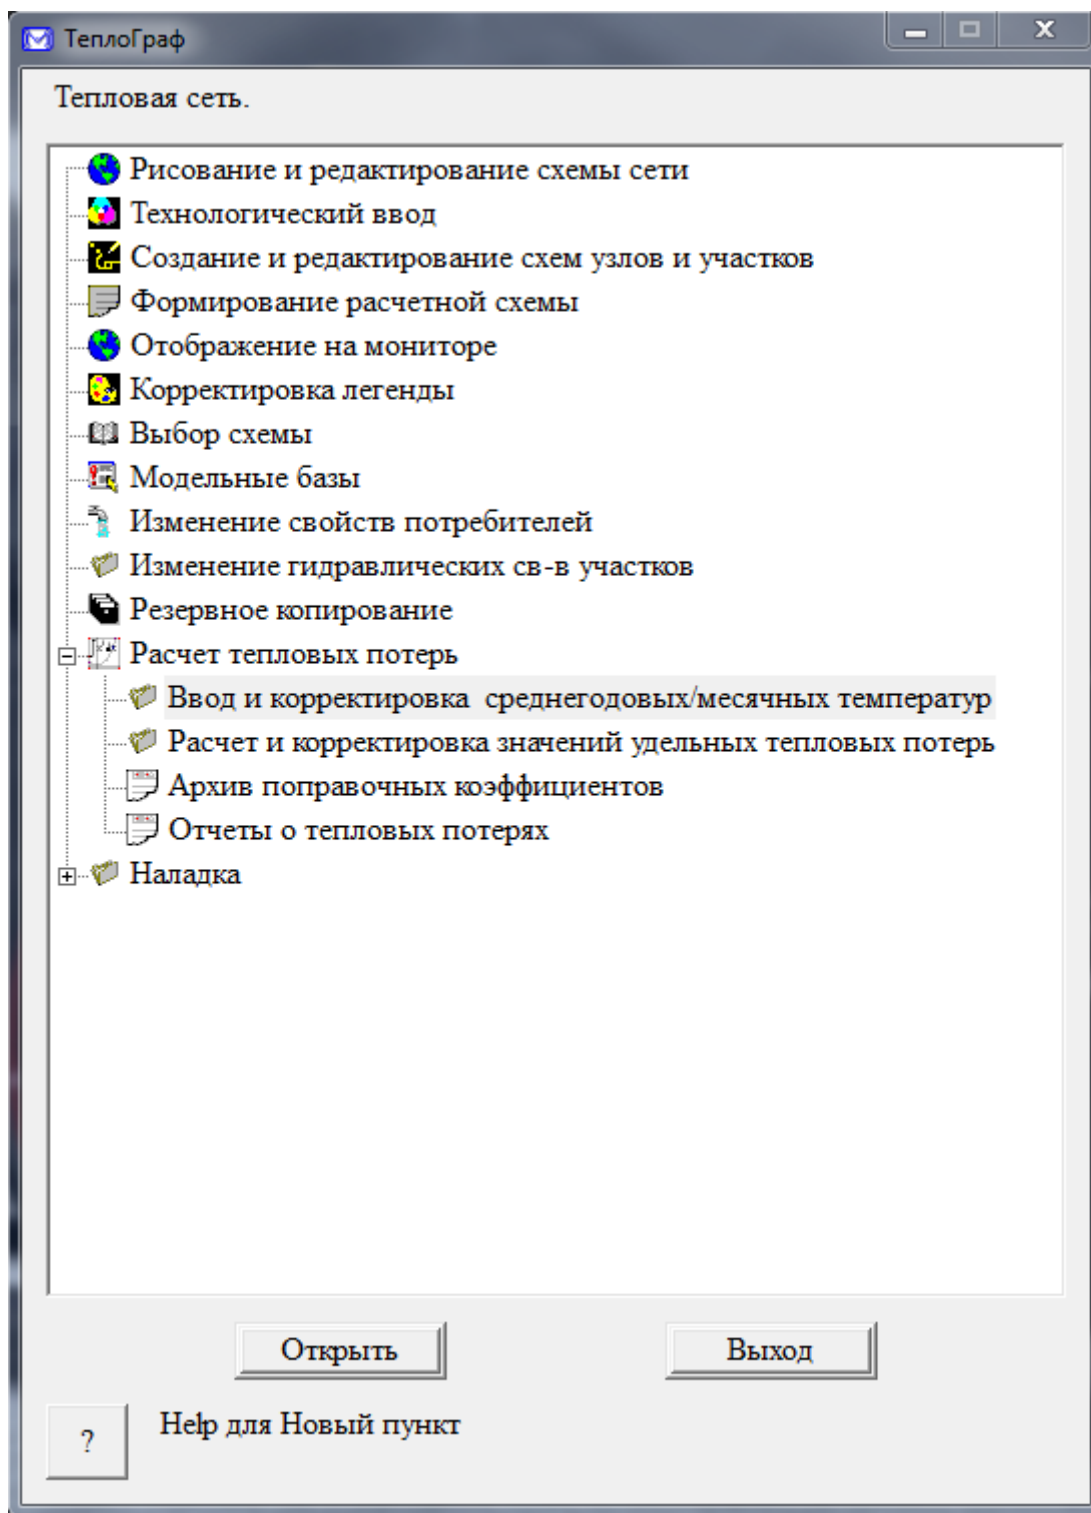 ТеплоГраф
Тепловая сеть.
Рисование и редактирование схемы сети
Технологический ввод
Создание и редактирование схем узлов и участков
Формирование расчетной схемы
Отображение на мониторе
Корректировка легенды
Выбор схемы
Модельные базы
Изменение свойств потребителей
Изменение гидравлических св-в участков
Резервное копирование
Расчет тепловых потерь
Ввод и корректировка  среднегодовых/месячных температур
Расчет и корректировка значений удельных тепловых потерь
Архив поправочных коэффициентов
Отчеты о тепловых потерях
Наладка
Открыть Выход
? Help для Новый пункт